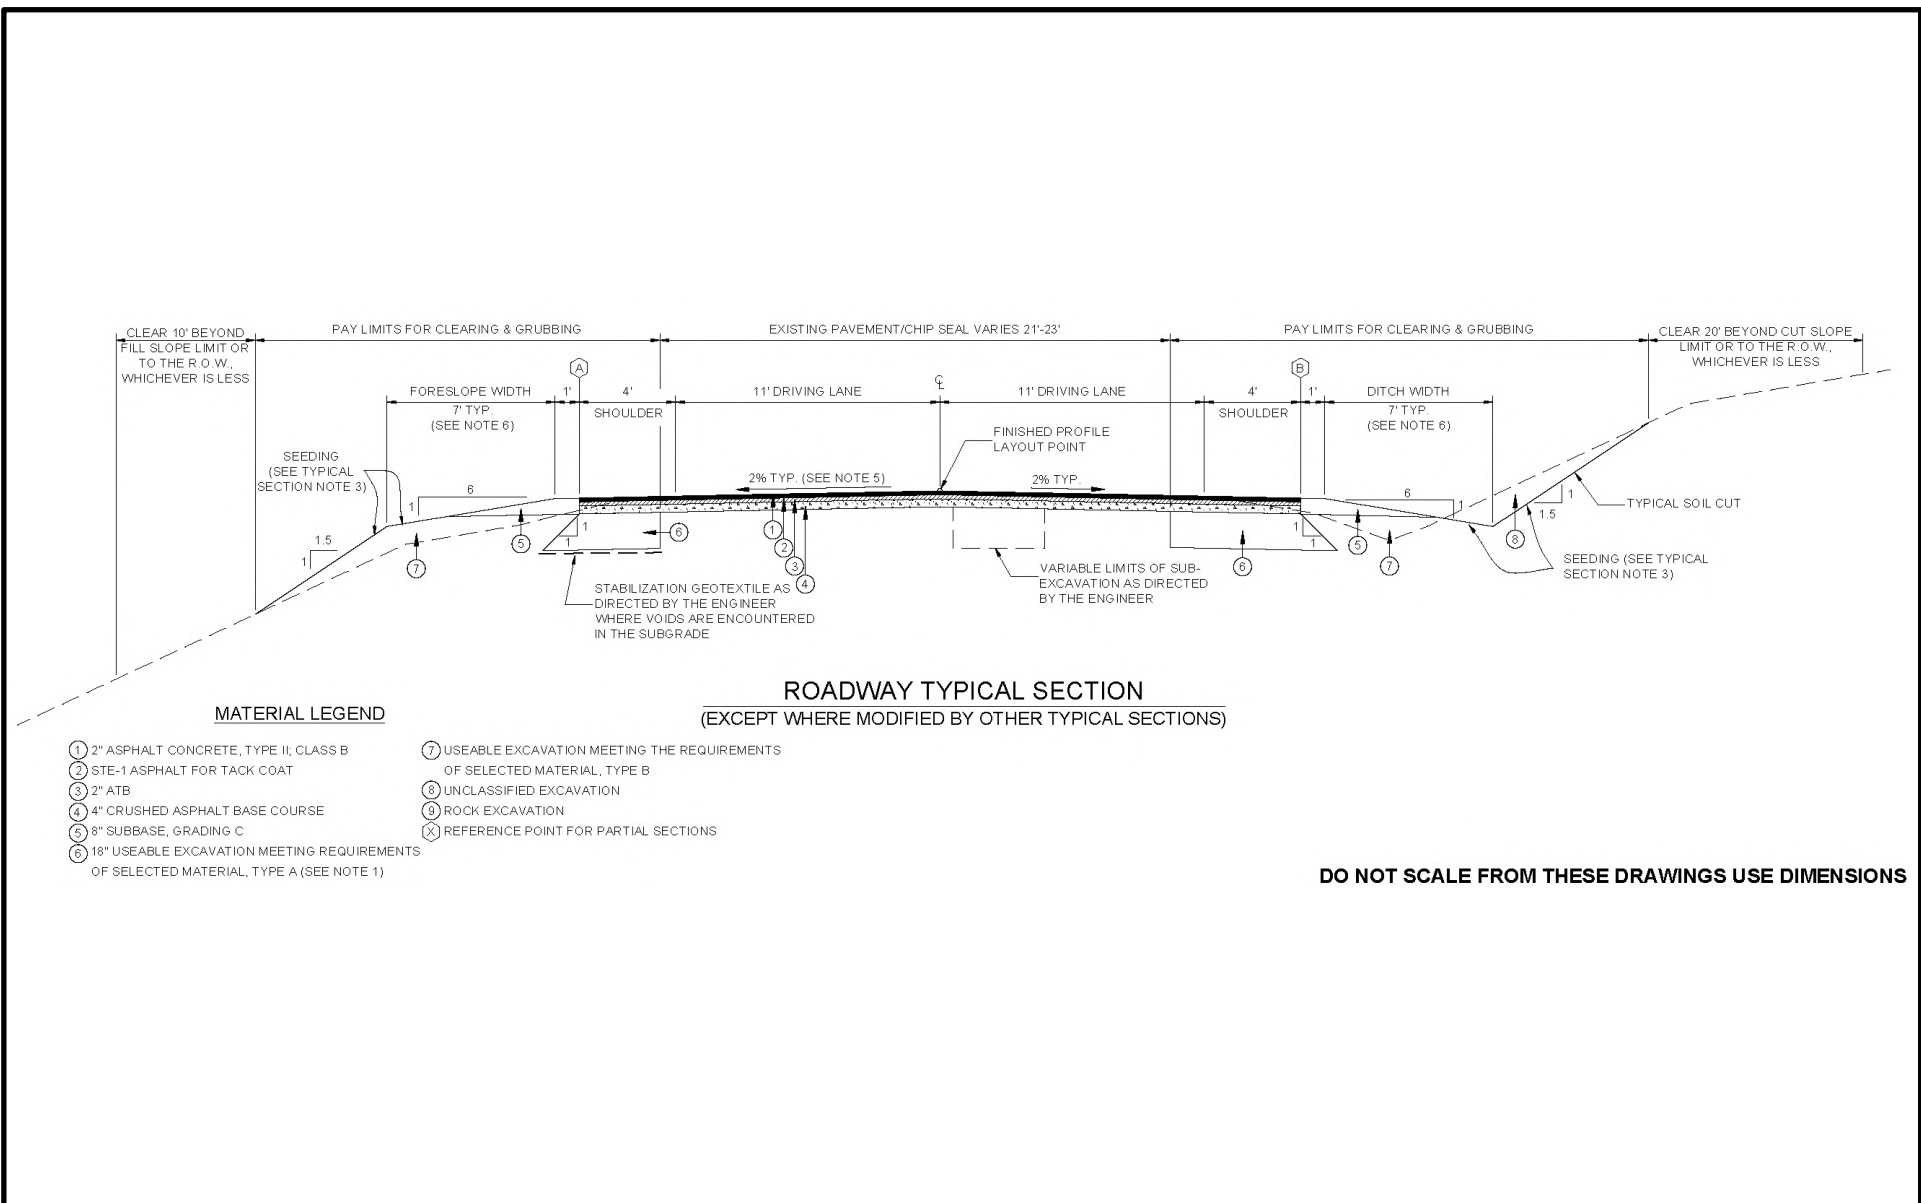 CLEAR 10' BEYOND
FILL SLOPE LIMIT OR
TO THE R.O.W.,
WHICHEVER IS LESS
PAY LIMITS FOR CLEARING & GRUBBING
EXISTING PAVEMENT/CHIP SEAL VARIES 21'-23'
PAY LIMITS FOR CLEARING & GRUBBING
CLEAR 20' BEYOND CUT SLOPE
LIMIT OR TO THE R.O.W.,
WHICHEVER IS LESS
A
B
FORESLOPE WIDTH
7' TYP.
(SEE NOTE 6)
1'
4'
SHOULDER
11' DRIVING LANE
℄
11' DRIVING LANE
4'
SHOULDER
1'
DITCH WIDTH
7' TYP.
(SEE NOTE 6)
FINISHED PROFILE
LAYOUT POINT
SEEDING
(SEE TYPICAL
SECTION NOTE 3)
2% TYP. (SEE NOTE 5)
2% TYP.
6
1
6
1
1
1.5
TYPICAL SOIL CUT
1.5
1
1
1
1
1
7
5
6
1
2
3
4
6
5
7
8
STABILIZATION GEOTEXTILE AS
DIRECTED BY THE ENGINEER
WHERE VOIDS ARE ENCOUNTERED
IN THE SUBGRADE
VARIABLE LIMITS OF SUB-
EXCAVATION AS DIRECTED
BY THE ENGINEER
SEEDING (SEE TYPICAL
SECTION NOTE 3)
ROADWAY TYPICAL SECTION
(EXCEPT WHERE MODIFIED BY OTHER TYPICAL SECTIONS)
MATERIAL LEGEND
1 2" ASPHALT CONCRETE, TYPE II; CLASS B
2 STE-1 ASPHALT FOR TACK COAT
3 2" ATB
4 4" CRUSHED ASPHALT BASE COURSE
5 8" SUBBASE, GRADING C
6 18" USEABLE EXCAVATION MEETING REQUIREMENTS
OF SELECTED MATERIAL, TYPE A (SEE NOTE 1)
7 USEABLE EXCAVATION MEETING THE REQUIREMENTS
OF SELECTED MATERIAL, TYPE B
8 UNCLASSIFIED EXCAVATION
9 ROCK EXCAVATION
X REFERENCE POINT FOR PARTIAL SECTIONS
DO NOT SCALE FROM THESE DRAWINGS USE DIMENSIONS